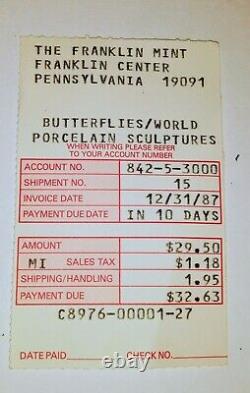 THE FRANKLIN MINT
FRANKLIN CENTER
PENNSYLVANIA 19091
BUTTERFLIES/WORLD
PORCELAIN SCULPTURES
WHEN WRITING PLEASE REFER
TO YOUR ACCOUNT NUMBER
ACCOUNT NO. 842-5-3000
SHIPMENT NO. 15
INVOICE DATE 12/31/87
PAYMENT DUE DATE IN 10 DAYS
AMOUNT $29.50
MI SALES TAX $1.18
SHIPPING/HANDLING 1.95
PAYMENT DUE $32.63
C8976-00001-27
DATE PAID CHECK NO.
© thumbimg.com